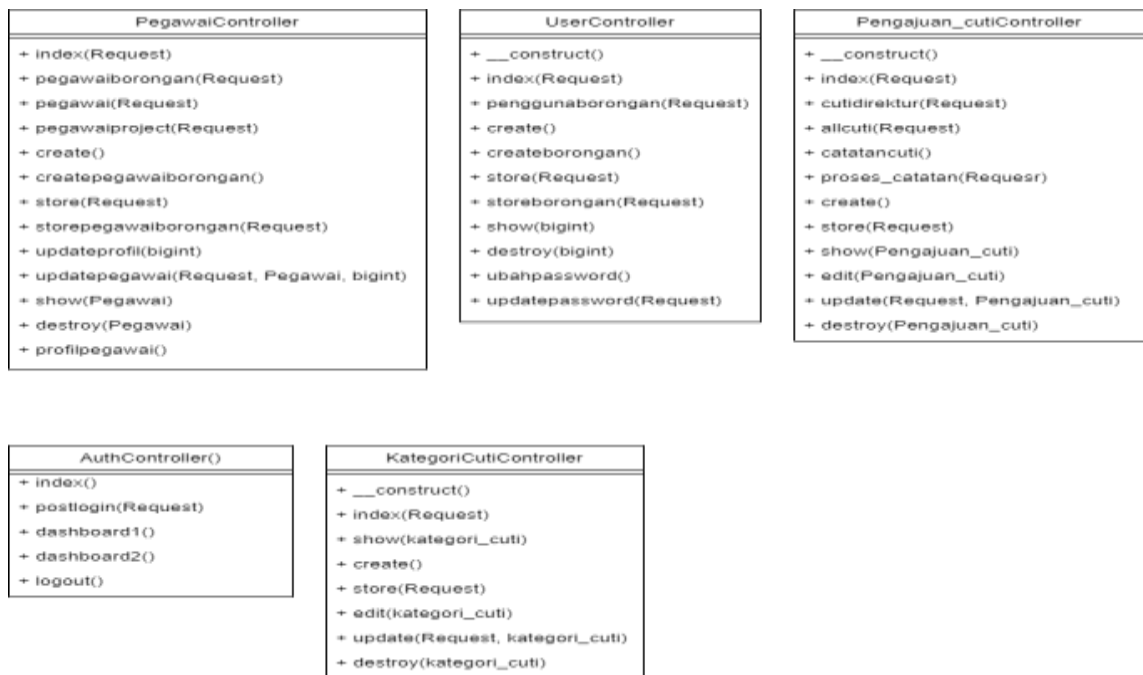 PegawaiController
+ index(Request)
+ pegawaiborongan(Request)
+ pegawai(Request)
+ pegawaiproject(Request)
+ create()
+ createpegawaiborongan()
+ store(Request)
+ storepegawaiborongan(Request)
+ updateprofil(bigint)
+ updatepegawai(Request, Pegawai, bigint)
+ show(Pegawai)
+ destroy(Pegawai)
+ profilpegawai()
UserController
+ __construct()
+ index(Request)
+ penggunaborongan(Request)
+ create()
+ createborongan()
+ store(Request)
+ storeborongan(Request)
+ show(bigint)
+ destroy(bigint)
+ ubahpassword()
+ updatepassword(Request)
Pengajuan_cutiController
+ __construct()
+ index(Request)
+ cutidirektur(Request)
+ allcuti(Request)
+ catatancuti()
+ proses_catatan(Requesr)
+ create()
+ store(Request)
+ show(Pengajuan_cuti)
+ edit(Pengajuan_cuti)
+ update(Request, Pengajuan_cuti)
+ destroy(Pengajuan_cuti)
AuthController()
+ index()
+ postlogin(Request)
+ dashboard1()
+ dashboard2()
+ logout()
KategoriCutiController
+ __construct()
+ index(Request)
+ show(kategori_cuti)
+ create()
+ store(Request)
+ edit(kategori_cuti)
+ update(Request, kategori_cuti)
+ destroy(kategori_cuti)